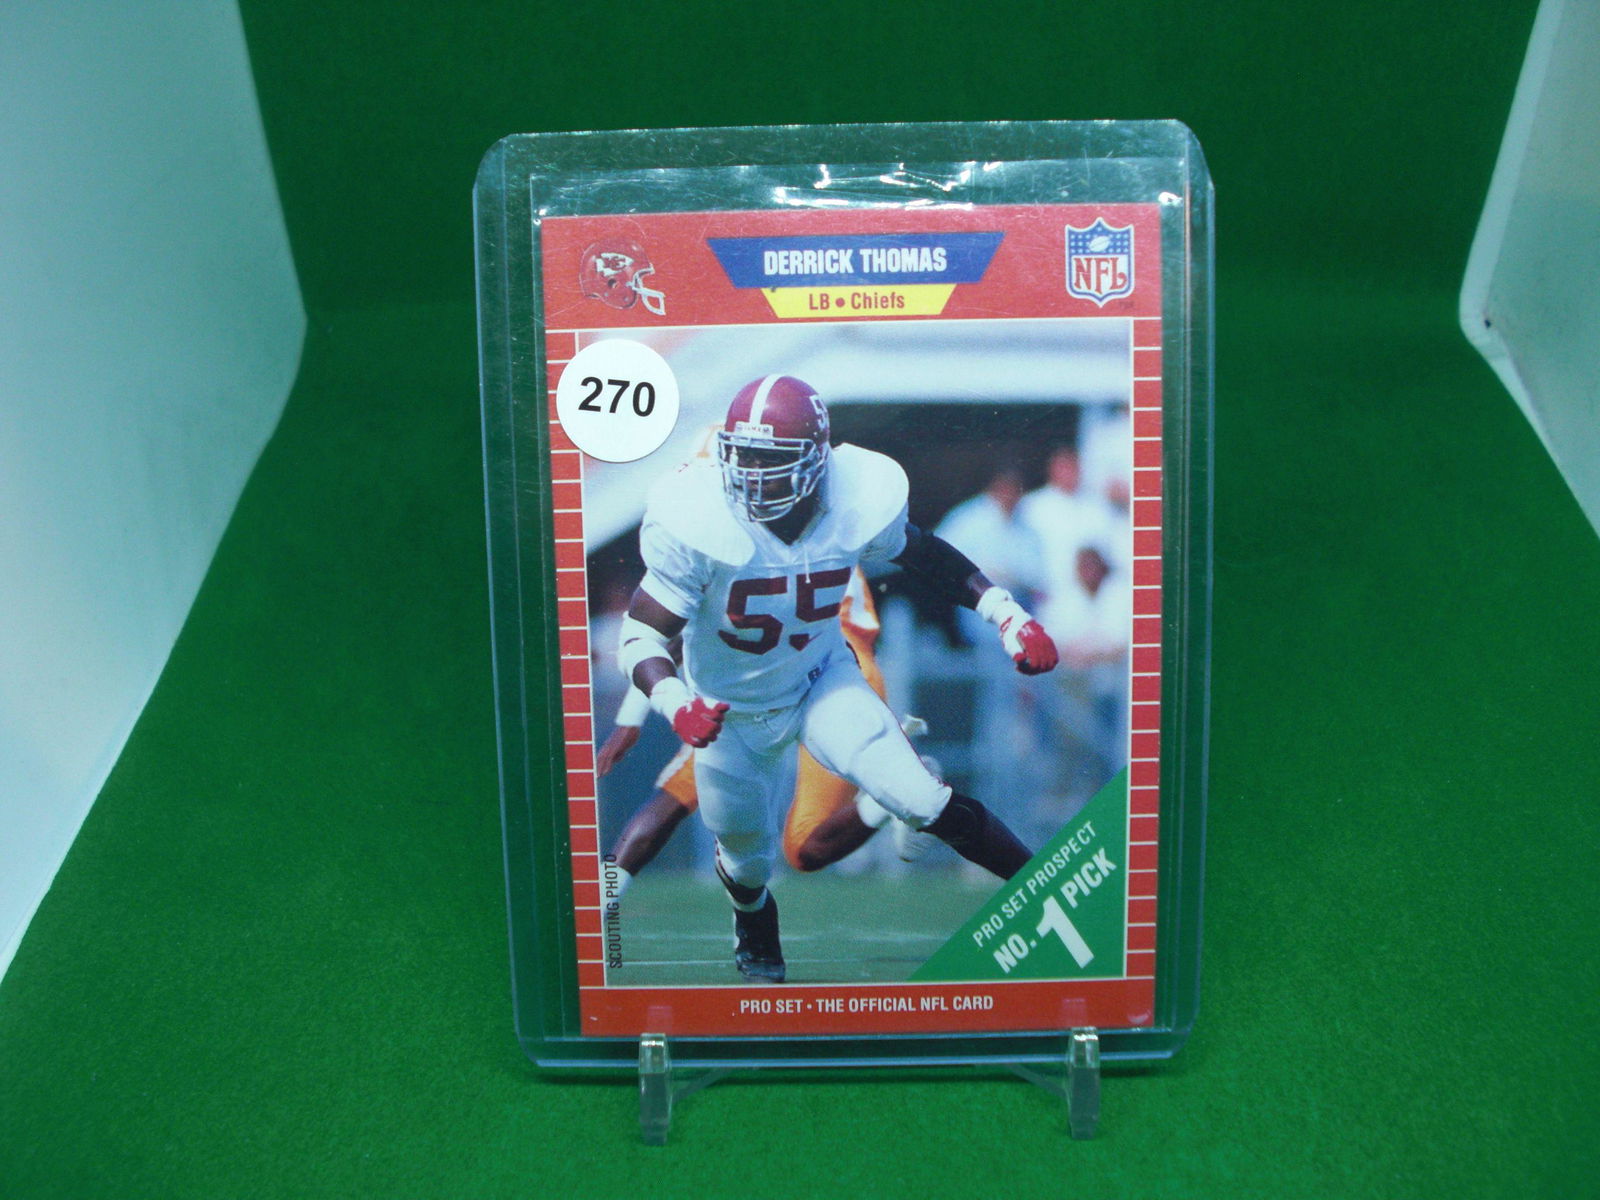 DERRICK THOMAS
LB • Chiefs
NFL
270
55
SCOUTING PHOTO
PRO SET PROSPECT
NO. 1 PICK
PRO SET • THE OFFICIAL NFL CARD